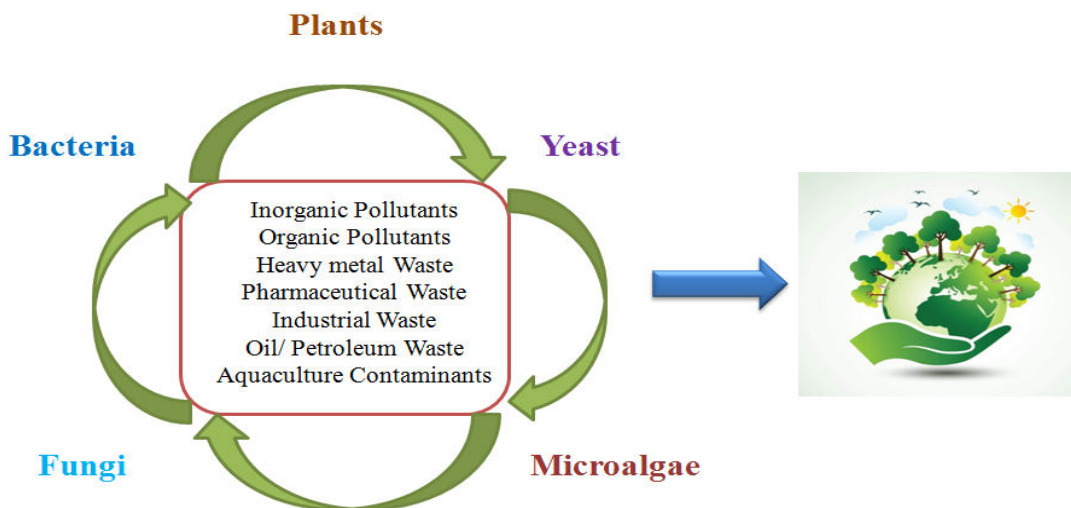 Plants
Bacteria
Yeast
Inorganic Pollutants
Organic Pollutants
Heavy metal Waste
Pharmaceutical Waste
Industrial Waste
Oil/ Petroleum Waste
Aquaculture Contaminants
Fungi
Microalgae